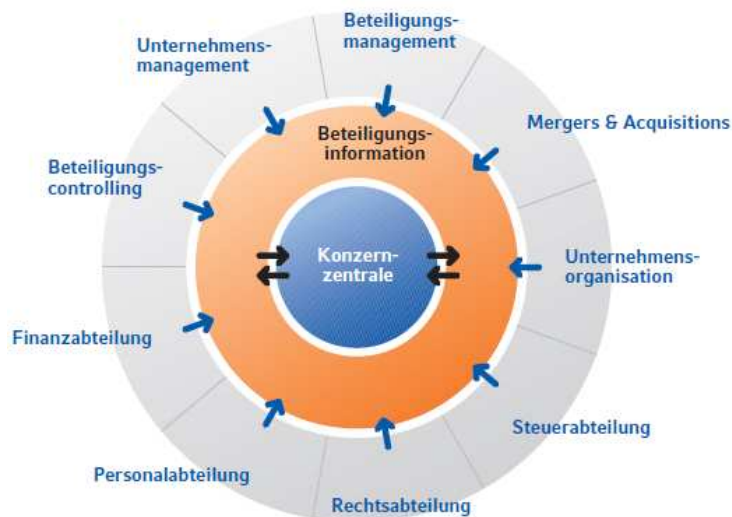 Beteiligungs-
management
Unternehmens-
management
Mergers & Acquisitions
Beteiligungs-
information
Beteiligungs-
controlling
Konzern-
zentrale
Unternehmens-
organisation
Finanzabteilung
Steuerabteilung
Personalabteilung
Rechtsabteilung